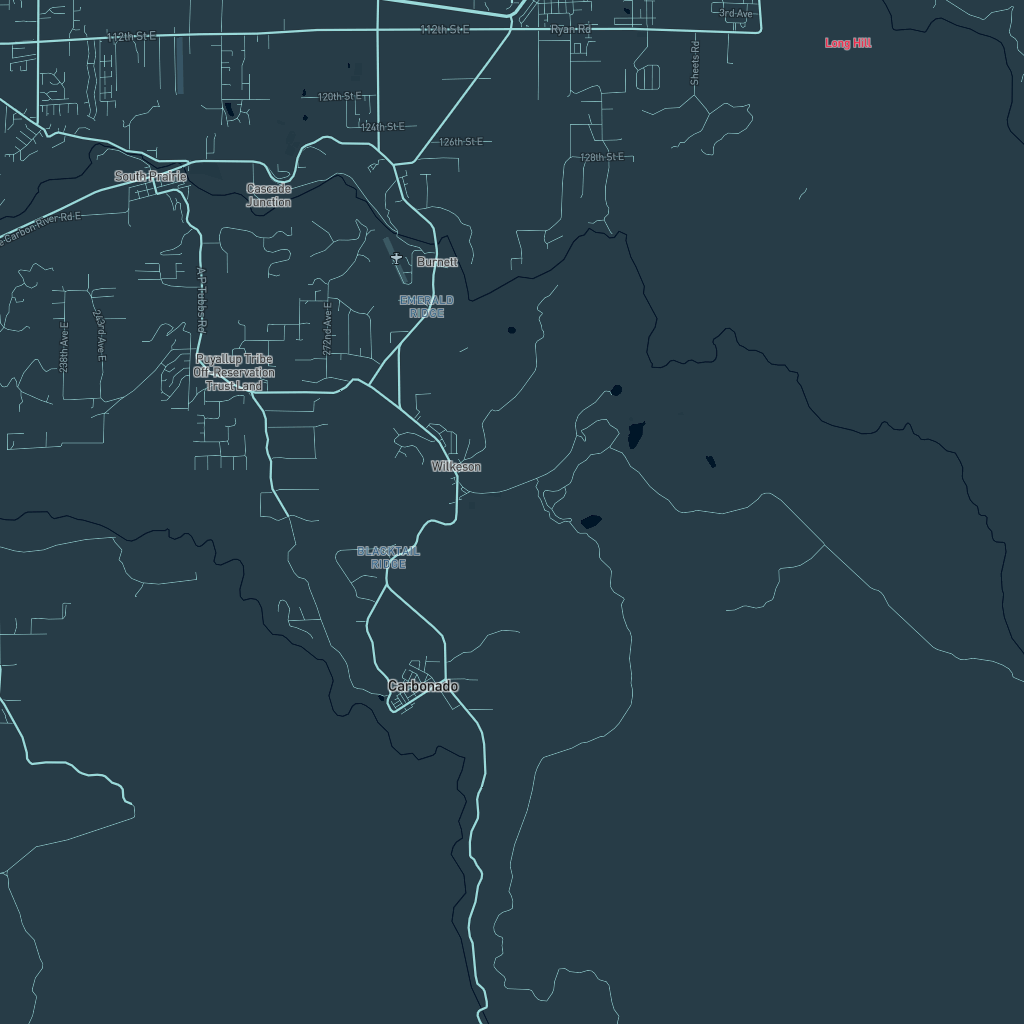 3rd Ave
112th St E
112th St E
Ryan Rd
Long Hill
Sheets Rd
120th St E
124th St E
126th St E
128th St E
South Prairie
Cascade
Junction
Carbon River Rd E
Burnett
A P Tubbs Rd
EMERALD
RIDGE
238th Ave E
243rd Ave E
272nd Ave E
Puyallup Tribe
Off-Reservation
Trust Land
Wilkeson
BLACKTAIL
RIDGE
Carbonado